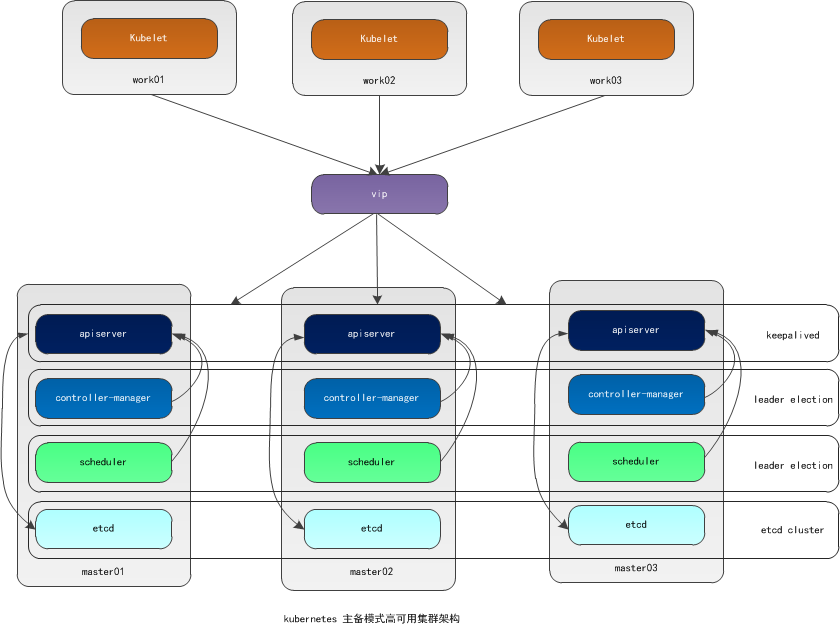 Kubelet
Kubelet
Kubelet
work01
work02
work03
vip
apiserver
apiserver
apiserver
keepalived
controller-manager
controller-manager
controller-manager
leader election
scheduler
scheduler
scheduler
leader election
etcd
etcd
etcd
etcd cluster
master01
master02
master03
kubernetes 主备模式高可用集群架构